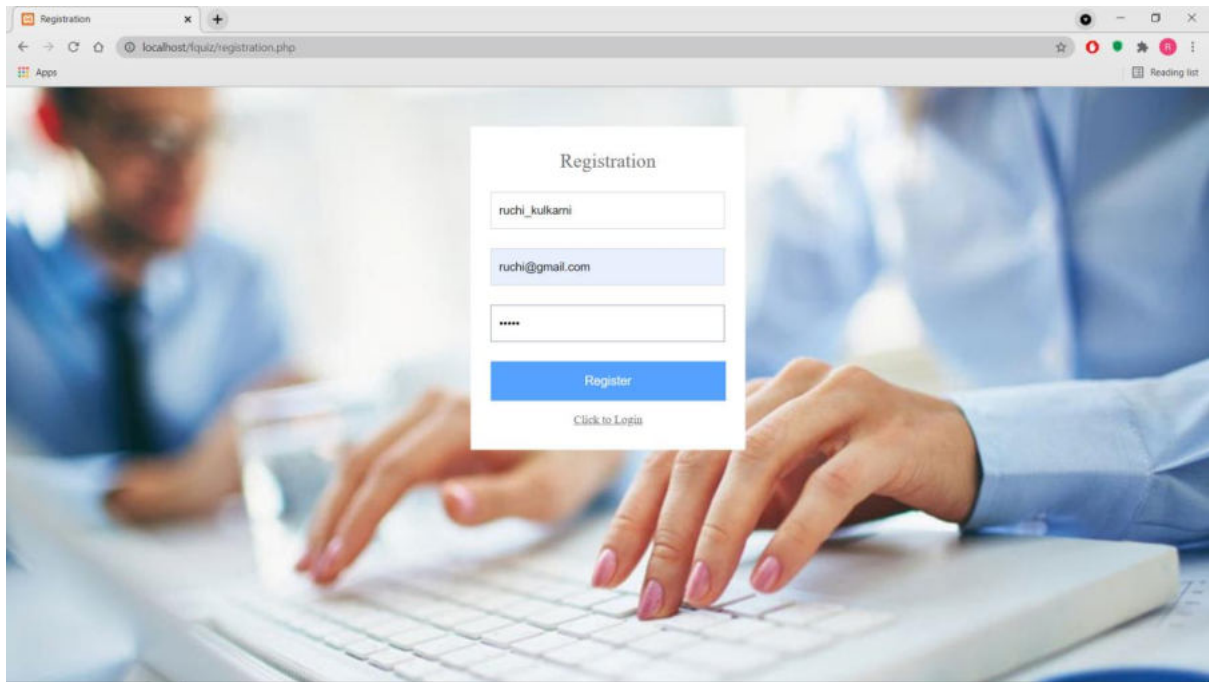 Registration
localhost/fquiz/registration.php
R
Apps
Reading list
Registration
ruchi_kulkarni
ruchi@gmail.com
•••••
Register
Click to Login